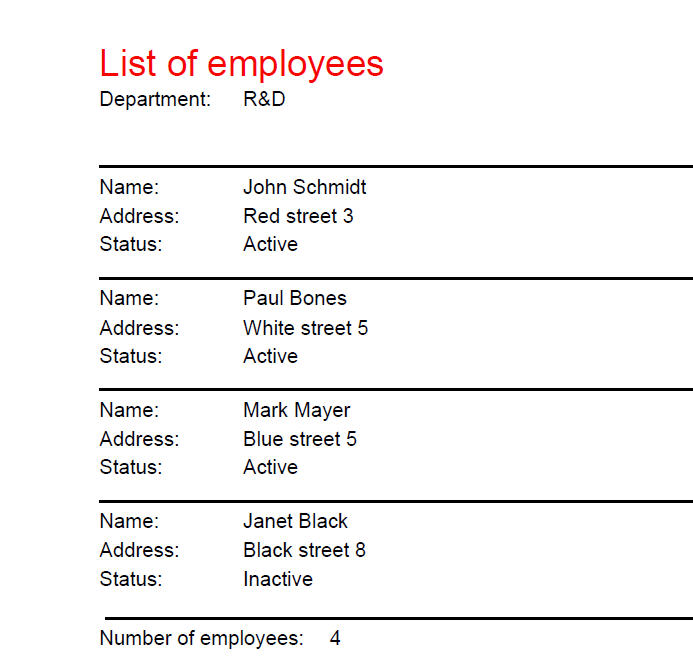 List of employees
Department: R&D
Name: John Schmidt
Address: Red street 3
Status: Active
Name: Paul Bones
Address: White street 5
Status: Active
Name: Mark Mayer
Address: Blue street 5
Status: Active
Name: Janet Black
Address: Black street 8
Status: Inactive
Number of employees: 4